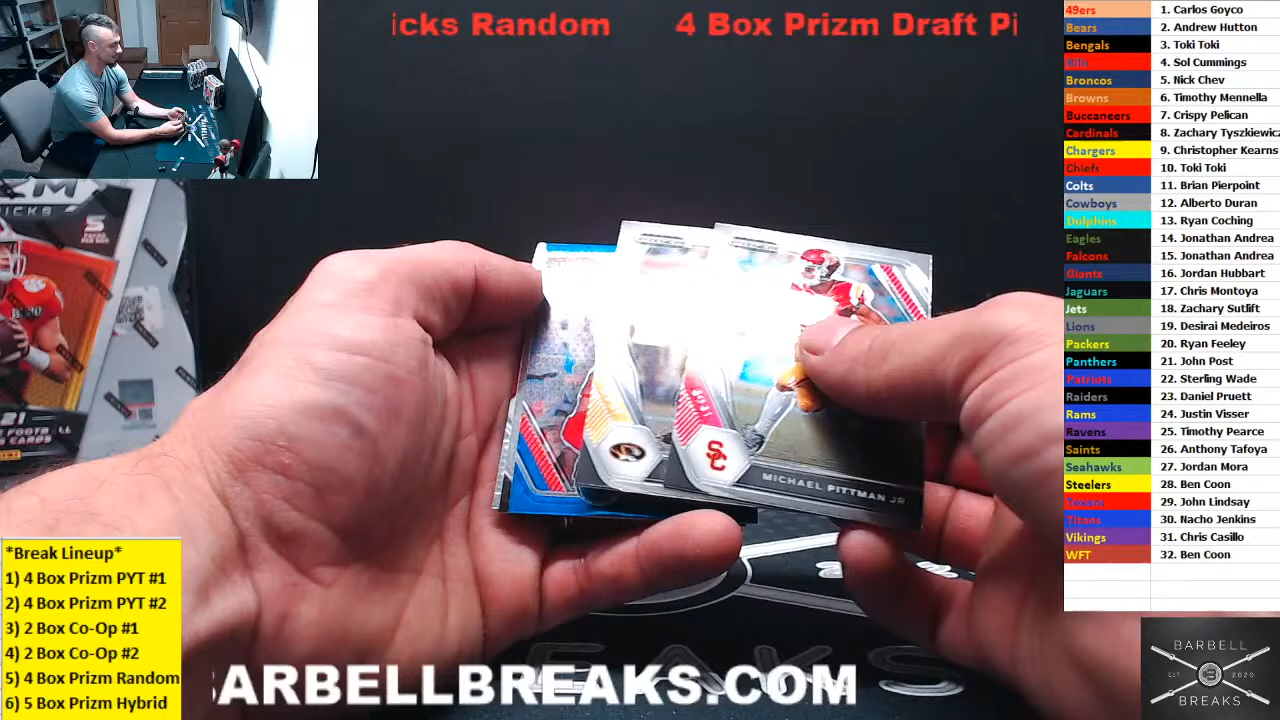 icks Random 4 Box Prizm Draft Pi
49ers 1. Carlos Goyco
Bears 2. Andrew Hutton
Bengals 3. Toki Toki
Bills 4. Sol Cummings
Broncos 5. Nick Chev
Browns 6. Timothy Mennella
Buccaneers 7. Crispy Pelican
Cardinals 8. Zachary Tyszkiewicz
Chargers 9. Christopher Kearns
Chiefs 10. Toki Toki
Colts 11. Brian Pierpoint
Cowboys 12. Alberto Duran
Dolphins 13. Ryan Coching
Eagles 14. Jonathan Andrea
Falcons 15. Jonathan Andrea
Giants 16. Jordan Hubbart
Jaguars 17. Chris Montoya
Jets 18. Zachary Sutlift
Lions 19. Desirai Medeiros
Packers 20. Ryan Feeley
Panthers 21. John Post
Patriots 22. Sterling Wade
Raiders 23. Daniel Pruett
Rams 24. Justin Visser
Ravens 25. Timothy Pearce
Saints 26. Anthony Tafoya
Seahawks 27. Jordan Mora
Steelers 28. Ben Coon
Texans 29. John Lindsay
Titans 30. Nacho Jenkins
Vikings 31. Chris Casillo
WFT 32. Ben Coon
PRIZM
PRIZM
SC
MICHAEL PITTMAN JR
ICKS
5
21
*Break Lineup*
1) 4 Box Prizm PYT #1
2) 4 Box Prizm PYT #2
3) 2 Box Co-Op #1
4) 2 Box Co-Op #2
5) 4 Box Prizm Random
6) 5 Box Prizm Hybrid
ARBELLBREAKS.COM
BARBELL
EST 2020
B
BREAKS